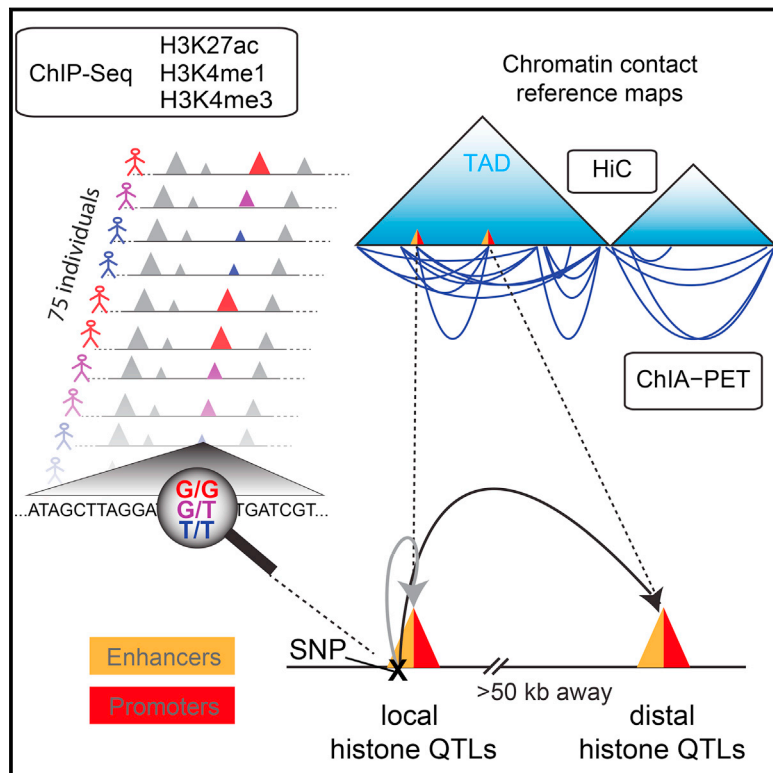 ChIP-Seq
H3K27ac
H3K4me1
H3K4me3
75 individuals
...ATAGCTTAGGAT
G/G
G/T
T/T
TGATCGT...
Chromatin contact
reference maps
TAD
HiC
ChIA−PET
Enhancers
Promoters
SNP
X
>50 kb away
local
histone QTLs
distal
histone QTLs